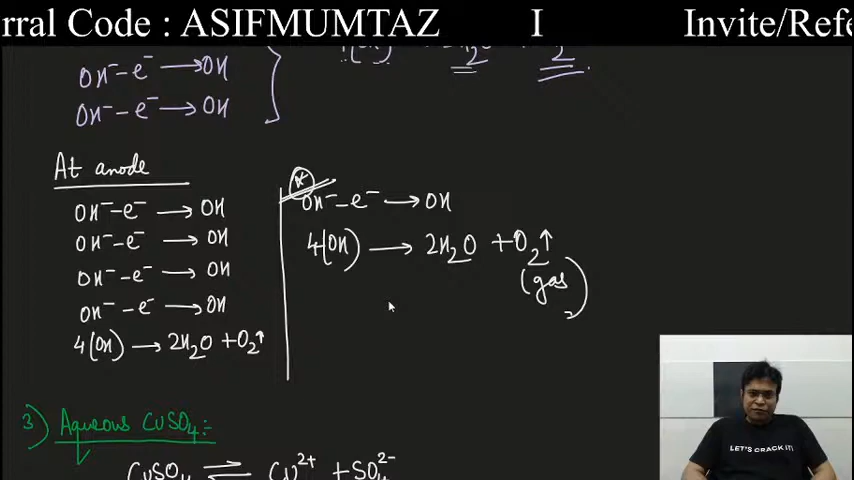 rral Code : ASIFMUMTAZ I Invite/Refe
OH⁻ – e⁻ → OH
OH⁻ – e⁻ → OH
At anode
OH⁻ – e⁻ → OH
OH⁻ – e⁻ → OH
OH⁻ – e⁻ → OH
OH⁻ – e⁻ → OH
4(OH) → 2H₂O + O₂↑
OH⁻ – e⁻ → OH
4(OH) → 2H₂O + O₂↑
(gas)
3) Aqueous CuSO₄:-
CuSO₄ ⇌ Cu²⁺ + SO₄²⁻
LET'S CRACK IT!